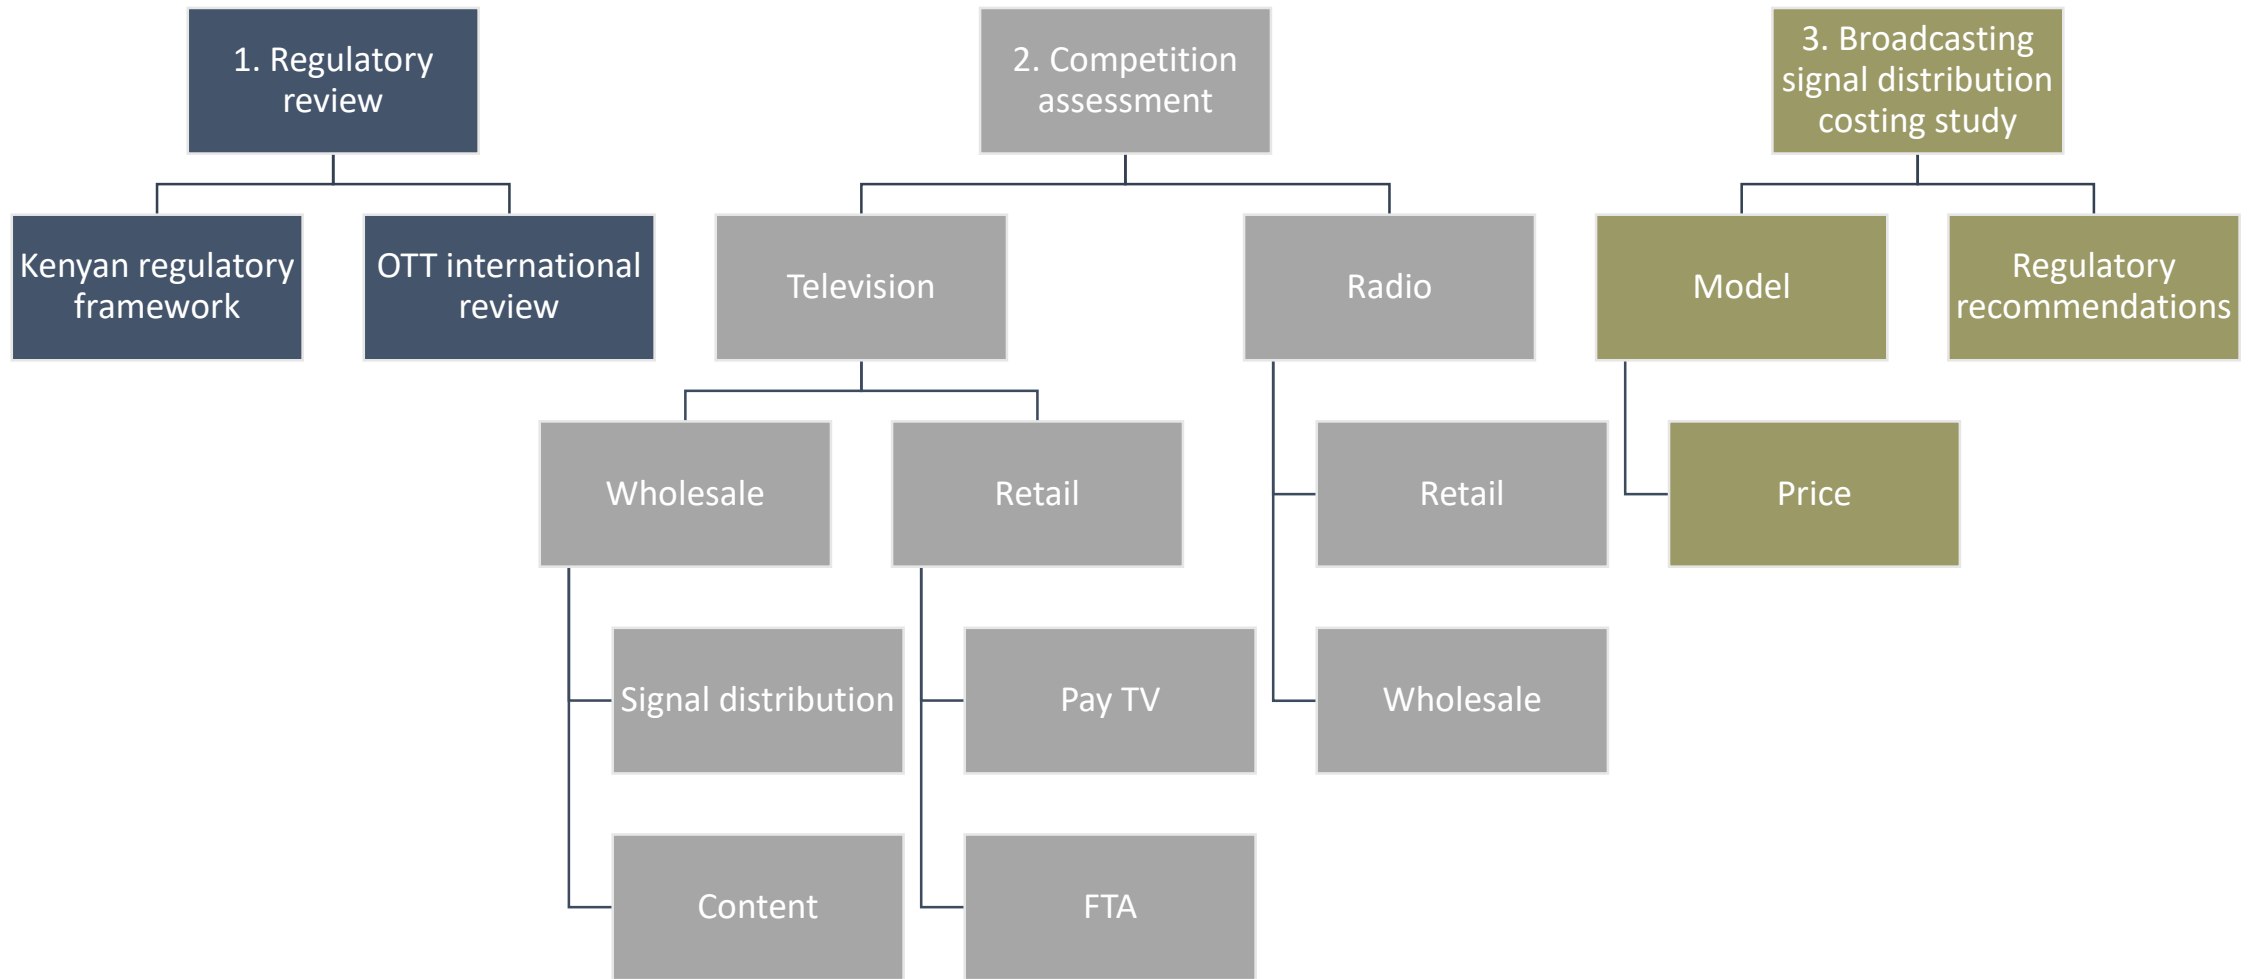 1. Regulatory
review
2. Competition
assessment
3. Broadcasting
signal distribution
costing study
Kenyan regulatory
framework
OTT international
review
Television
Radio
Model
Regulatory
recommendations
Wholesale
Retail
Retail
Price
Signal distribution
Pay TV
Wholesale
Content
FTA